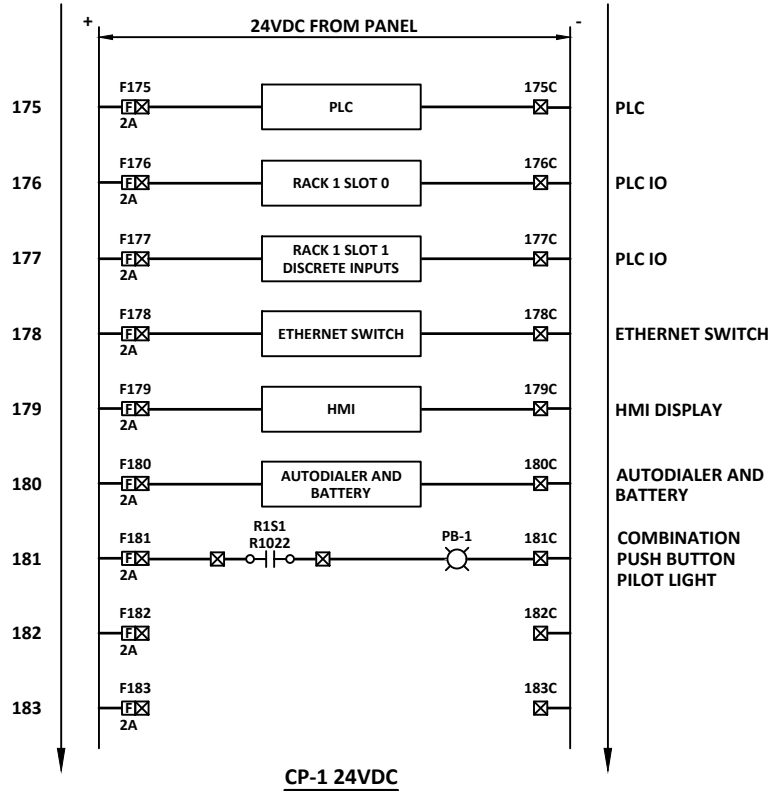 + 24VDC FROM PANEL -
F175 175C
175 F PLC PLC
2A
F176 176C
176 F RACK 1 SLOT 0 PLC IO
2A
F177 177C
177 F RACK 1 SLOT 1 PLC IO
DISCRETE INPUTS
2A
F178 178C
178 F ETHERNET SWITCH ETHERNET SWITCH
2A
F179 179C
179 F HMI HMI DISPLAY
2A
F180 180C
180 F AUTODIALER AND AUTODIALER AND
BATTERY BATTERY
2A
R1S1
F181 R1022 PB-1 181C COMBINATION
181 F PUSH BUTTON
2A PILOT LIGHT
F182 182C
182 F
2A
F183 183C
183 F
2A
CP-1 24VDC